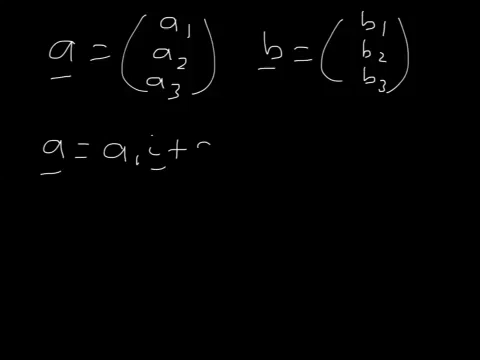 a = (a₁ a₂ a₃) b = (b₁ b₂ b₃)
a = a₁i +